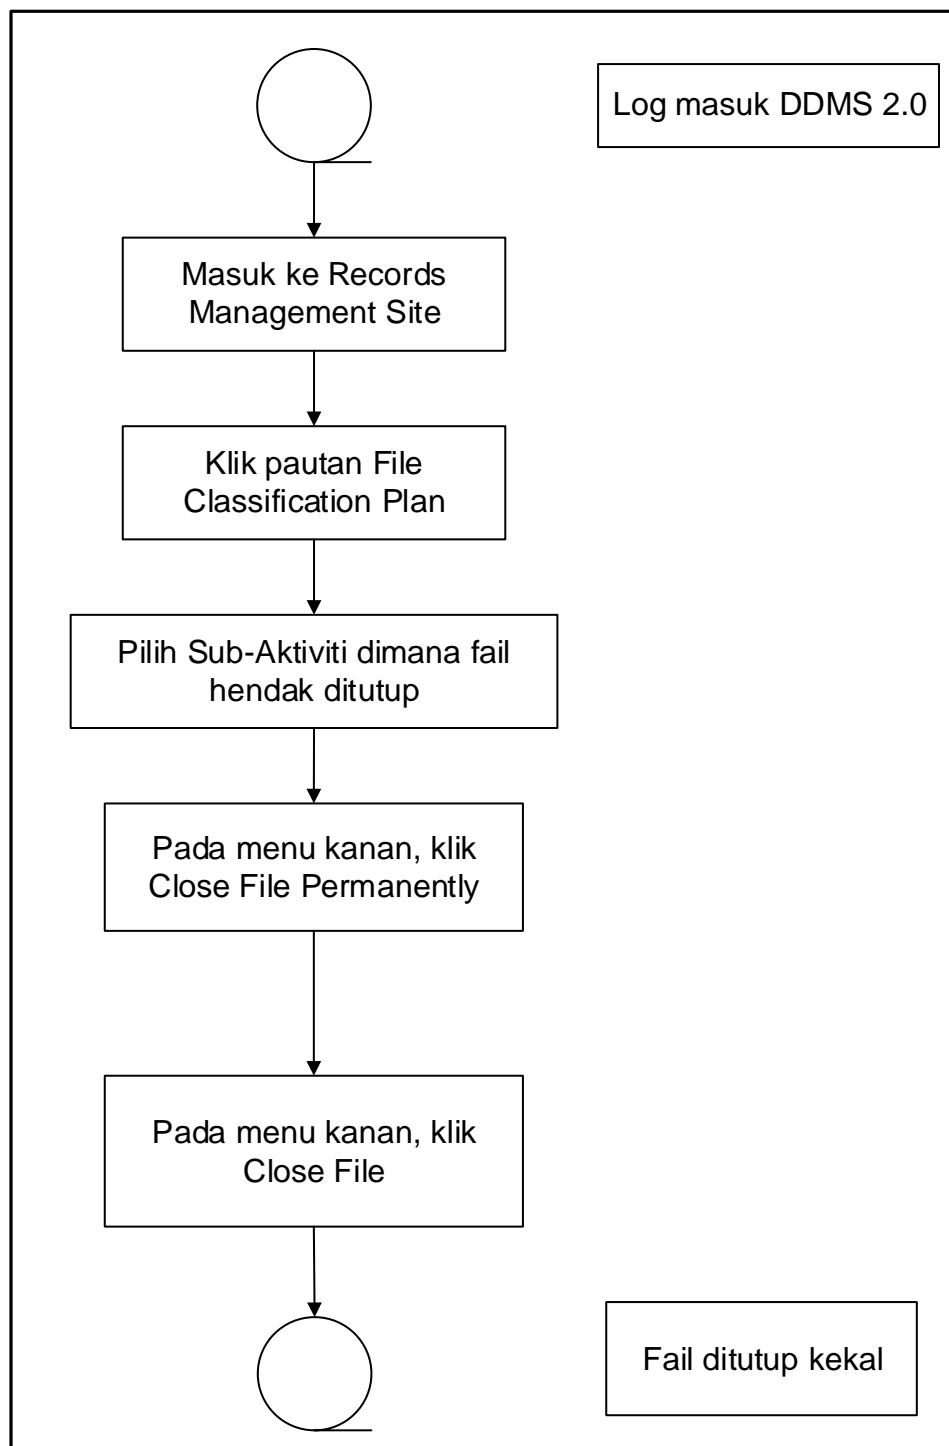 Log masuk DDMS 2.0
Masuk ke Records
Management Site
Klik pautan File
Classification Plan
Pilih Sub-Aktiviti dimana fail
hendak ditutup
Pada menu kanan, klik
Close File Permanently
Pada menu kanan, klik
Close File
Fail ditutup kekal